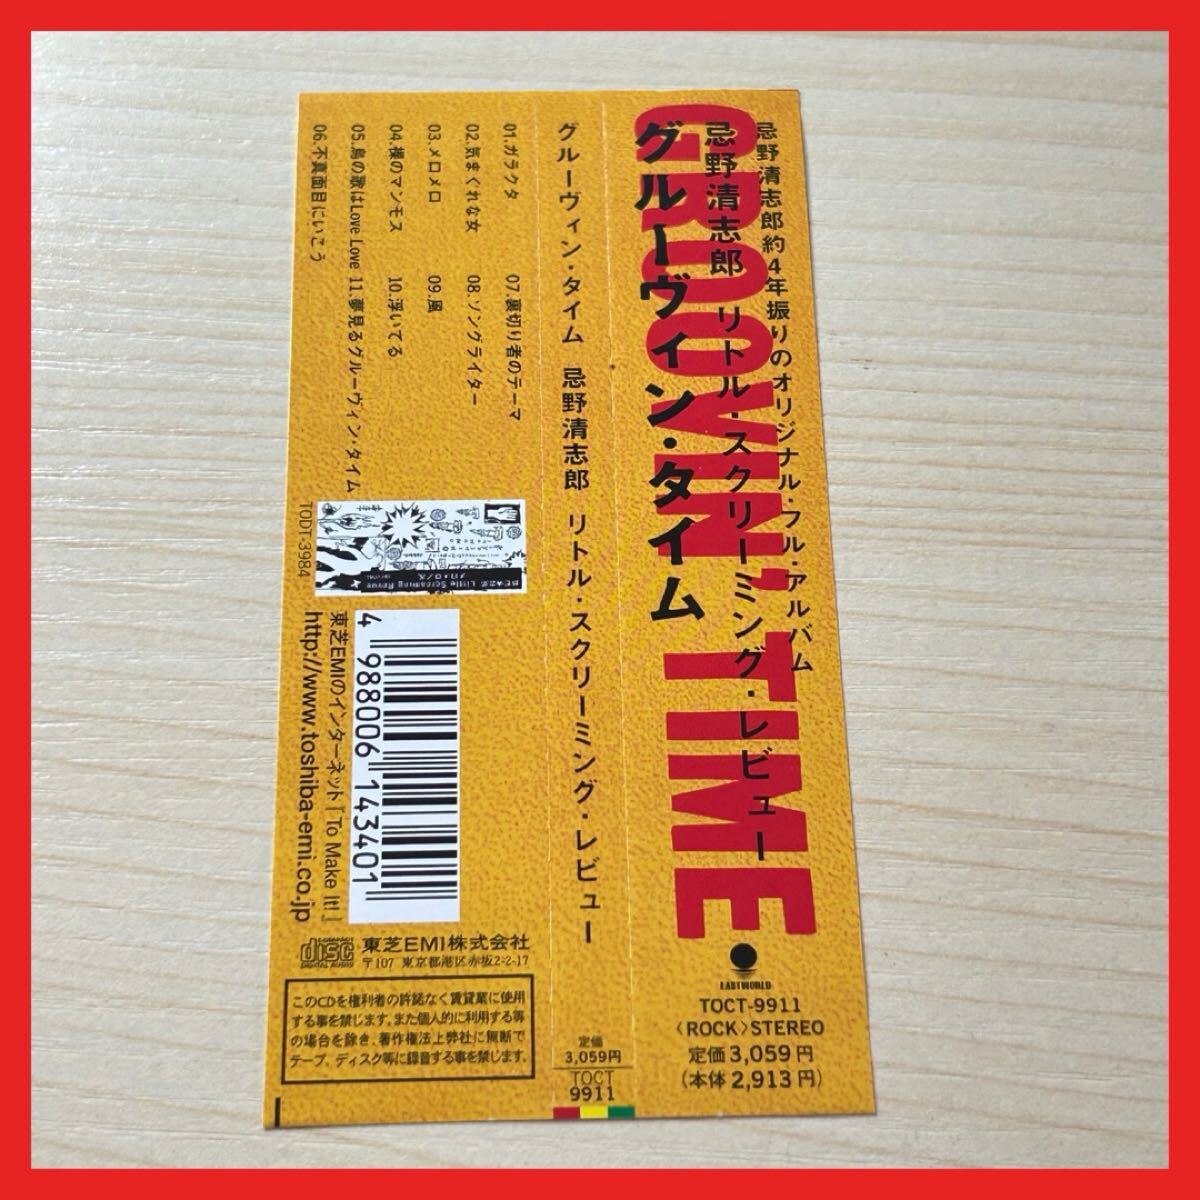 忌野清志郎約4年振りのオリジナル・フル・アルバム
忌野清志郎 リトル・スクリーミング・レビュー
グルーヴィン・タイム
GROOVIN' TIME
EASTWORLD
TOCT-9911
〈ROCK〉STEREO
定価3,059円
(本体2,913円)
グルーヴィン・タイム 忌野清志郎 リトル・スクリーミング・レビュー
定価
3,059円
TOCT
9911
01.ガラクタ
02.気まぐれな女
03.メロメロ
04.裸のマンモス
05.鳥の歌はLove Love
06.不真面目にいこう
07.裏切り者のテーマ
08.ソングライター
09.風
10.浮いてる
11.夢見るグルーヴィン・タイム
Little Screaming Revue
TODT-3984
4 988006 143401
東芝EMIのインターネット「To Make It!」
http://www.toshiba-emi.co.jp
COMPACT
disc
DIGITAL AUDIO
東芝EMI株式会社
〒107 東京都港区赤坂2-2-17
このCDを権利者の許諾なく賃貸業に使用
する事を禁じます。また個人的に利用する等
の場合を除き、著作権法上弊社に無断で
テープ、ディスク等に録音する事を禁じます。